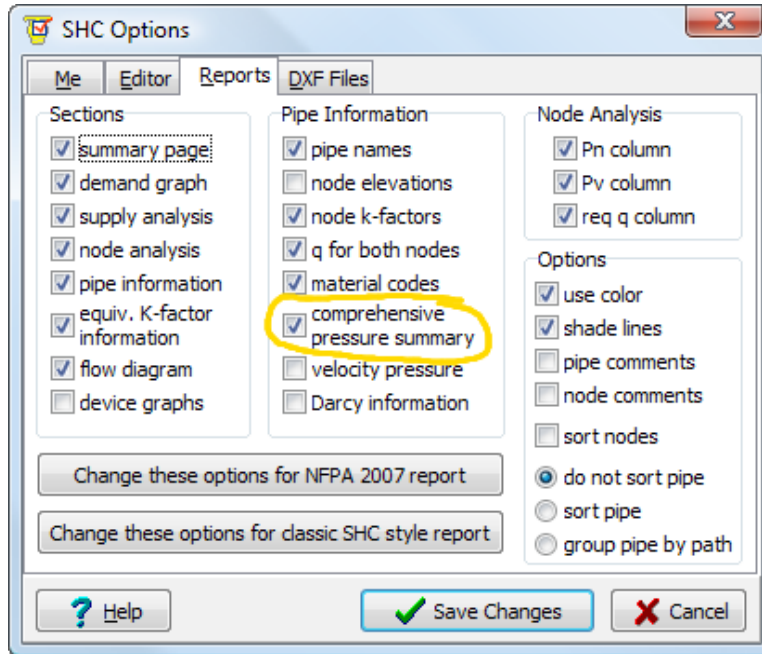 SHC Options
Me
Editor
Reports
DXF Files
Sections
summary page
demand graph
supply analysis
node analysis
pipe information
equiv. K-factor
information
flow diagram
device graphs
Pipe Information
pipe names
node elevations
node k-factors
q for both nodes
material codes
comprehensive
pressure summary
velocity pressure
Darcy information
Node Analysis
Pn column
Pv column
req q column
Options
use color
shade lines
pipe comments
node comments
sort nodes
do not sort pipe
sort pipe
group pipe by path
Change these options for NFPA 2007 report
Change these options for classic SHC style report
Help
Save Changes
Cancel